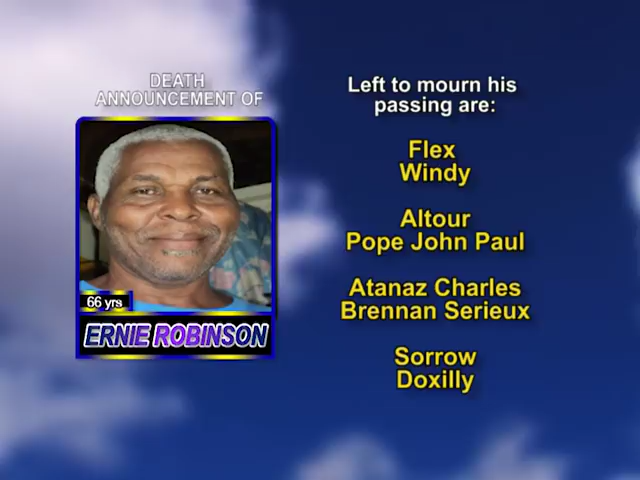 DEATH
ANNOUNCEMENT OF
66 yrs
ERNIE ROBINSON
Left to mourn his
passing are:
Flex
Windy
Altour
Pope John Paul
Atanaz Charles
Brennan Serieux
Sorrow
Doxilly